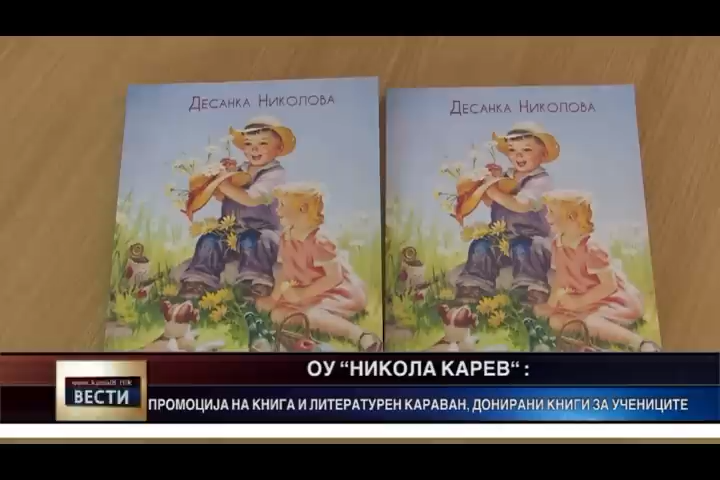 ДЕСАНКА НИКОЛОВА
ДЕСАНКА НИКОЛОВА
ОУ “НИКОЛА КАРЕВ“ :
ВЕСТИ
ПРОМОЦИЈА НА КНИГА И ЛИТЕРАТУРЕН КАРАВАН, ДОНИРАНИ КНИГИ ЗА УЧЕНИЦИТЕ